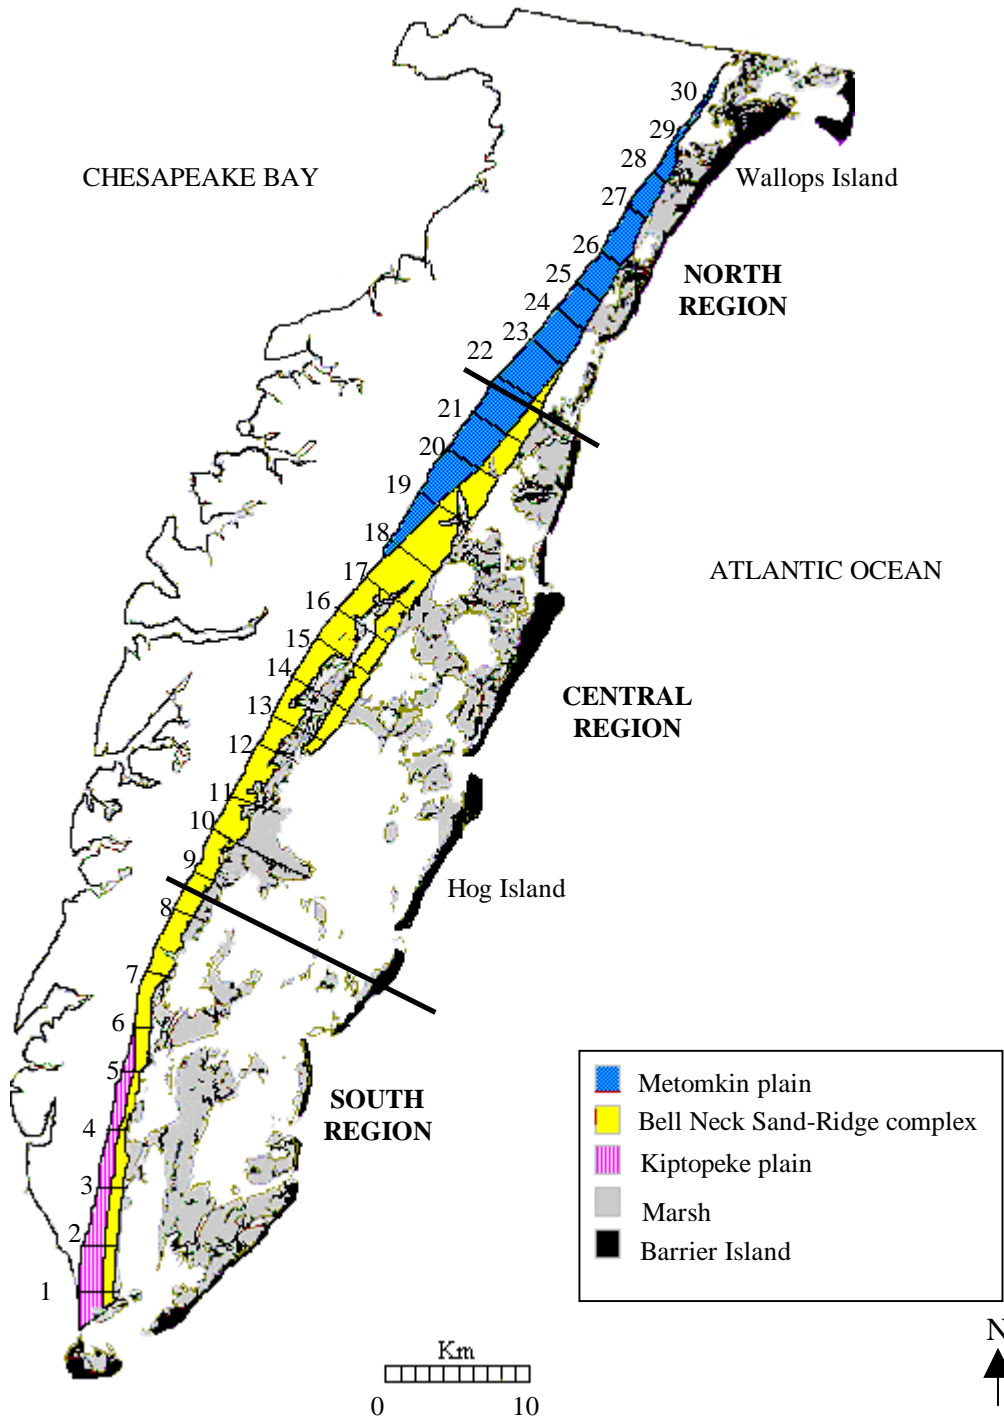 30
29
28
CHESAPEAKE BAY
Wallops Island
27
26
25
NORTH
REGION
24
23
22
21
20
19
18
17
ATLANTIC OCEAN
16
15
14
13
CENTRAL
REGION
12
11
10
9
Hog Island
8
7
6
5
SOUTH
REGION
4
3
2
1
Metomkin plain
Bell Neck Sand-Ridge complex
Kiptopeke plain
Marsh
Barrier Island
Km
0 10
N